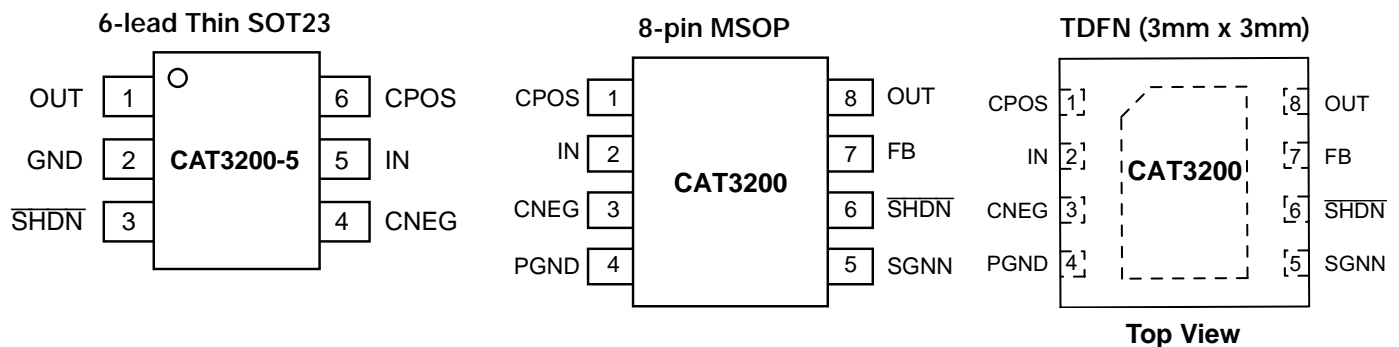 6-lead Thin SOT23
OUT 1 6 CPOS
GND 2 CAT3200-5 5 IN
SHDN 3 4 CNEG
8-pin MSOP
CPOS 1 8 OUT
IN 2 7 FB
CAT3200
CNEG 3 6 SHDN
PGND 4 5 SGNN
TDFN (3mm x 3mm)
CPOS 1 8 OUT
IN 2 7 FB
CAT3200
CNEG 3 6 SHDN
PGND 4 5 SGNN
Top View